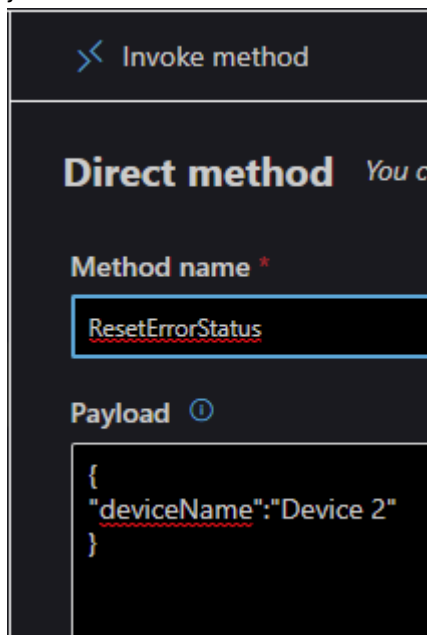 Invoke method
Direct method You c
Method name *
ResetErrorStatus
Payload
{
"deviceName":"Device 2"
}